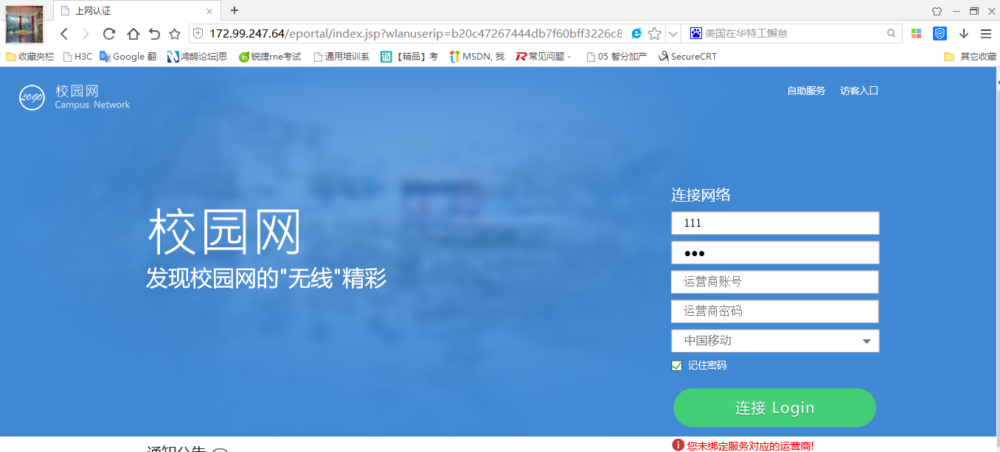 上网认证
172.99.247.64/eportal/index.jsp?wlanuserip=b20c47267444db7f60bff3226c8
美国在华特工懈怠
收藏夹栏 H3C Google 翻 鸿鹄论坛|思 锐捷rne考试 通用培训系 【精品】考 MSDN, 我 常见问题 - 05 智分加产 SecureCRT 其它收藏
LOGO 校园网
Campus Network
自助服务 访客入口
连接网络
111
校园网
发现校园网的"无线"精彩
运营商账号
运营商密码
中国移动
记住密码
连接 Login
您未绑定服务对应的运营商!
通知公告